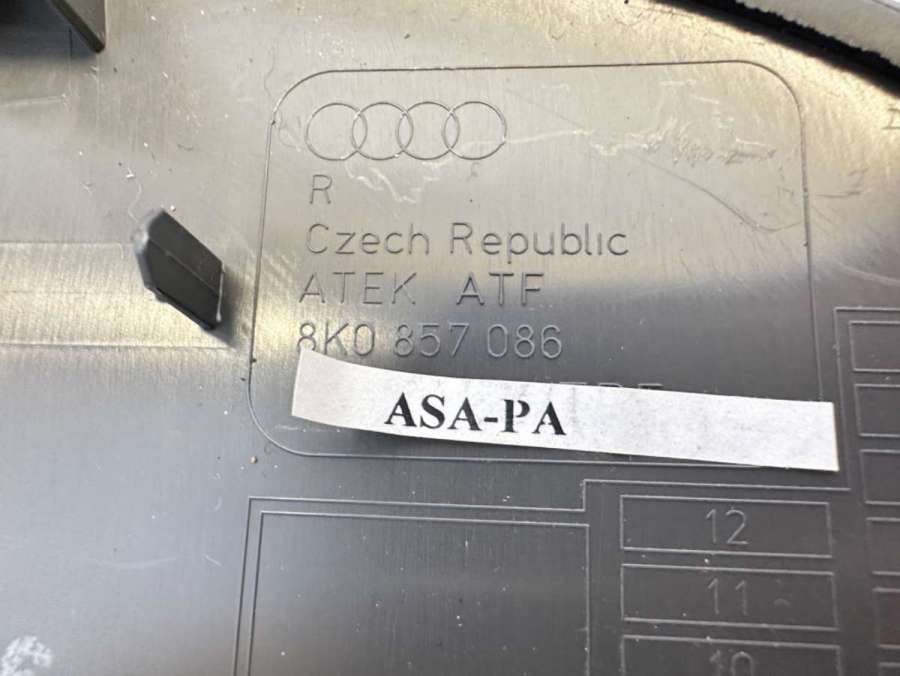 R
Czech Republic
ATEK ATF
8K0 857 086
ASA-PA
12
11
10